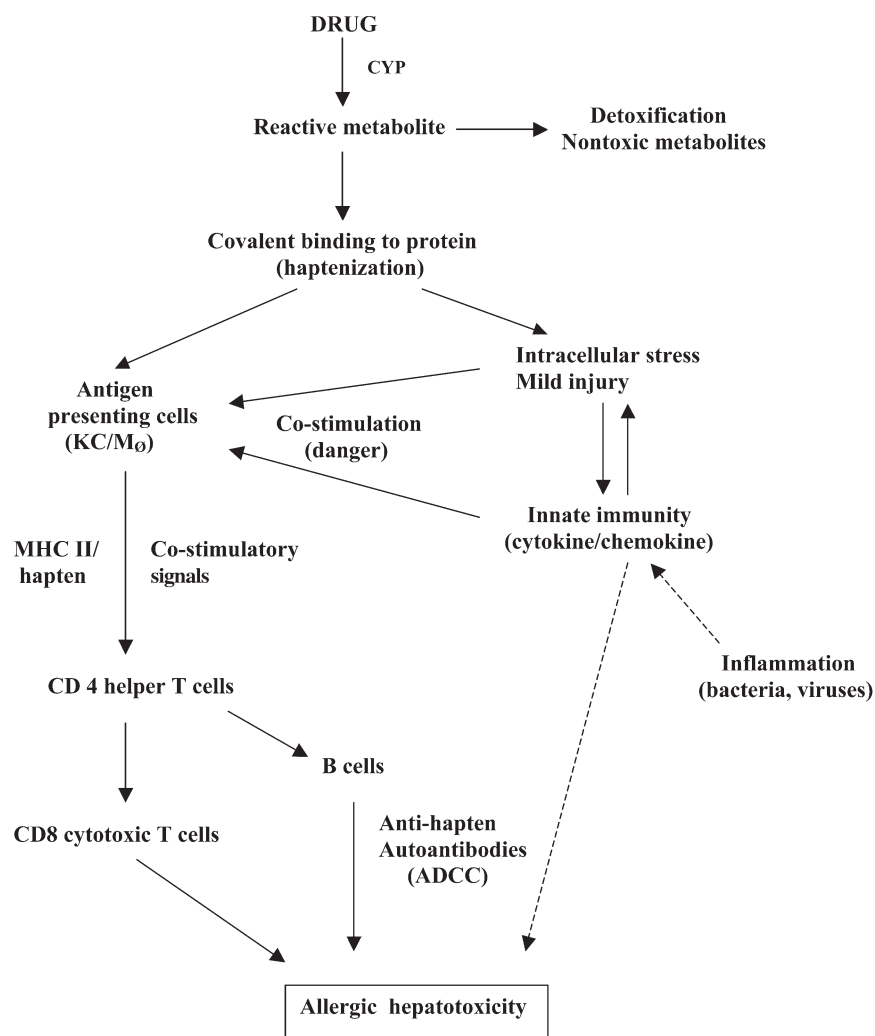 DRUG
CYP
Reactive metabolite
Detoxification
Nontoxic metabolites
Covalent binding to protein
(haptenization)
Intracellular stress
Mild injury
Antigen
presenting cells
(KC/MØ)
Co-stimulation
(danger)
Innate immunity
(cytokine/chemokine)
MHC II/
hapten
Co-stimulatory
signals
Inflammation
(bacteria, viruses)
CD 4 helper T cells
B cells
CD8 cytotoxic T cells
Anti-hapten
Autoantibodies
(ADCC)
Allergic hepatotoxicity